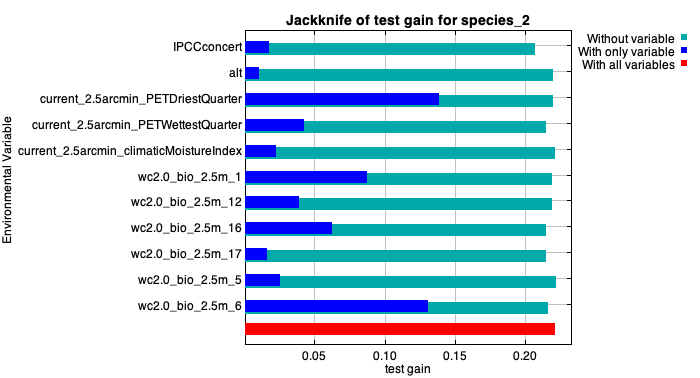 Jackknife of test gain for species_2
Without variable
With only variable
With all variables
Environmental Variable
IPCCconcert
alt
current_2.5arcmin_PETDriestQuarter
current_2.5arcmin_PETWettestQuarter
current_2.5arcmin_climaticMoistureIndex
wc2.0_bio_2.5m_1
wc2.0_bio_2.5m_12
wc2.0_bio_2.5m_16
wc2.0_bio_2.5m_17
wc2.0_bio_2.5m_5
wc2.0_bio_2.5m_6
0.05 0.10 0.15 0.20
test gain